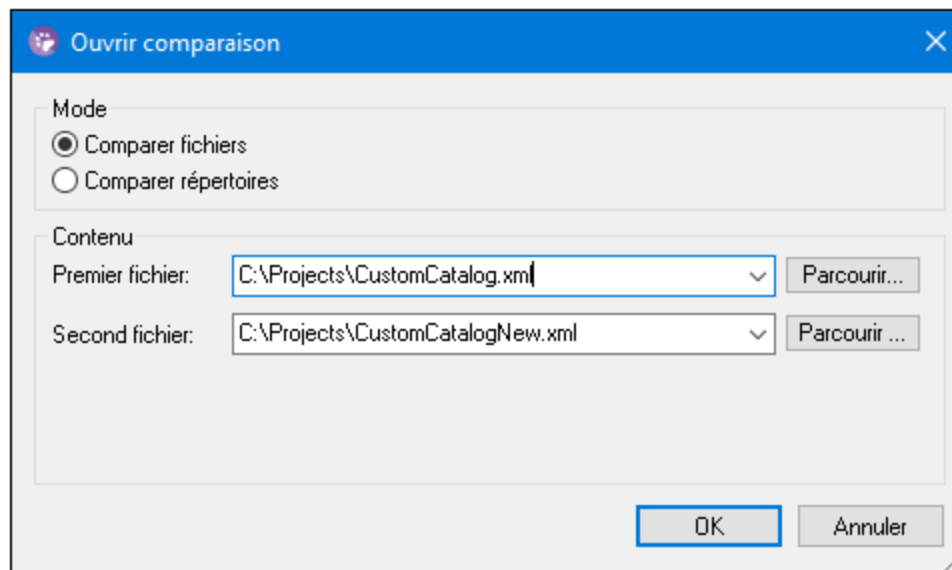 Ouvrir comparaison
Mode
Comparer fichiers
Comparer répertoires
Contenu
Premier fichier: C:\Projects\CustomCatalog.xml Parcourir...
Second fichier: C:\Projects\CustomCatalogNew.xml Parcourir ...
OK Annuler